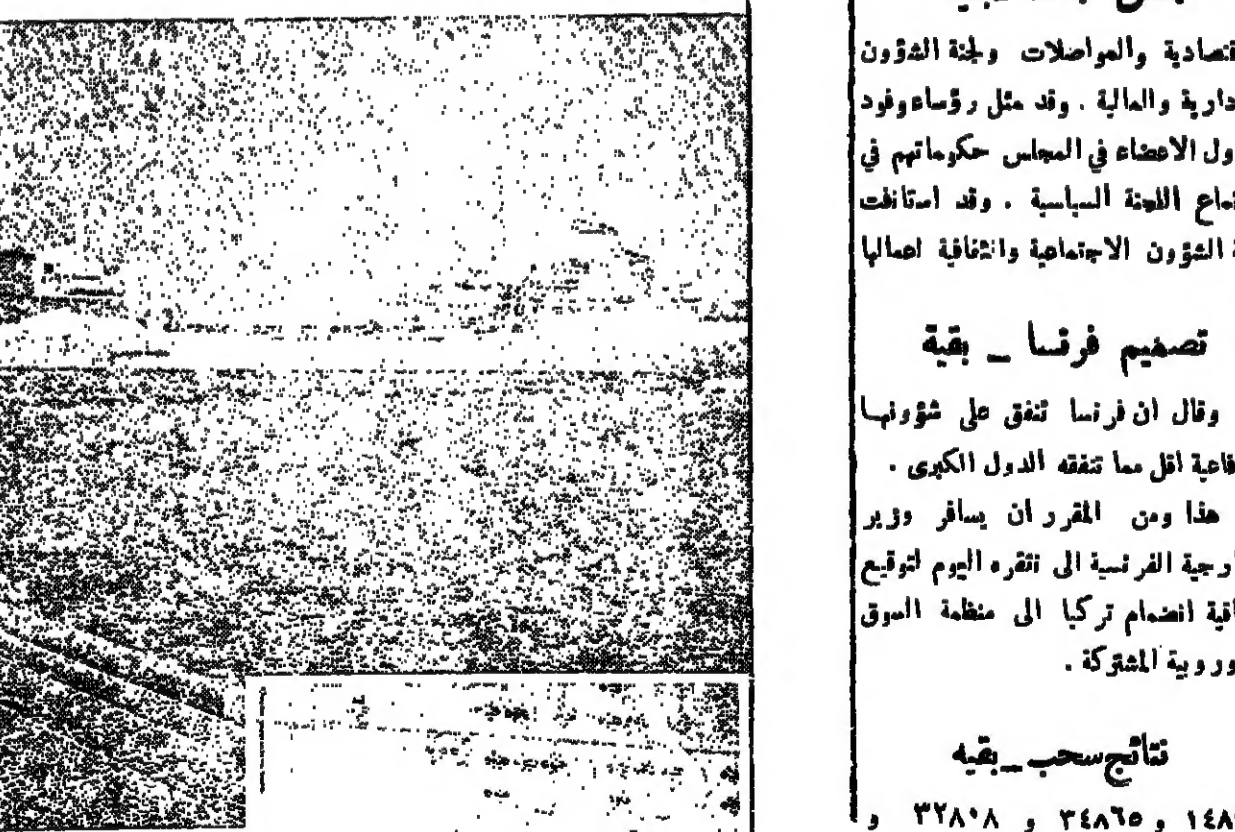 قتصادية والمواصلات ولجنة الشؤون
دارية والمالية . وقد مثل رؤساء وفود
ول الاعضاء في المجلس حكوماتهم في
تماع اللجنة السياسية . وقد استانفت
ة الشؤون الاجتماعية والثقافية اعمالها
تصميم فرنسا _ بقية
وقال ان فرنسا تنفق على شؤونها
فاعية اقل مما تنفقه الدول الكبرى .
هذا ومن المقرر ان يسافر وزير
ارجية الفرنسية الى انقره اليوم لتوقيع
اقية انضمام تركيا الى منظمة السوق
وروبية المشتركة .
نتائج سحب _ بقيه
و ٣٤٨٦٥ و ٣٢٨٠٨ و